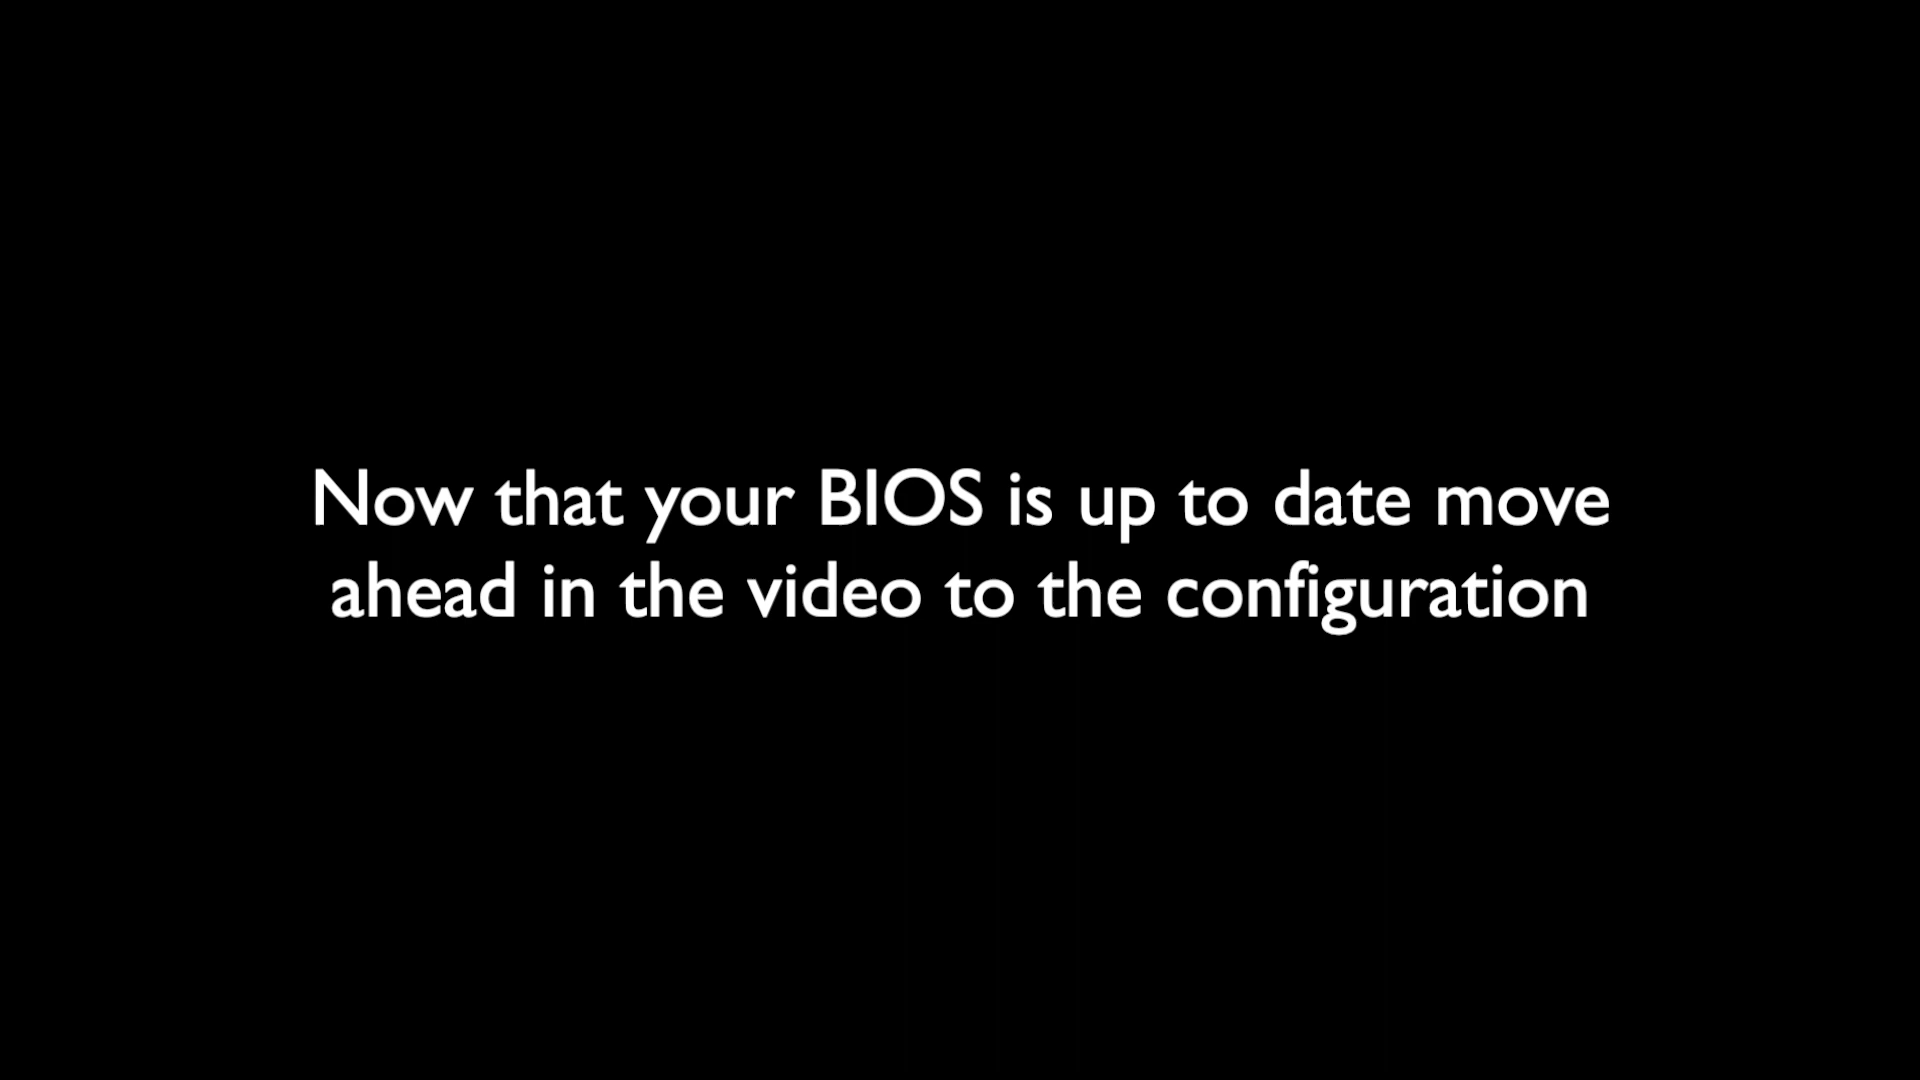 Now that your BIOS is up to date move
ahead in the video to the configuration